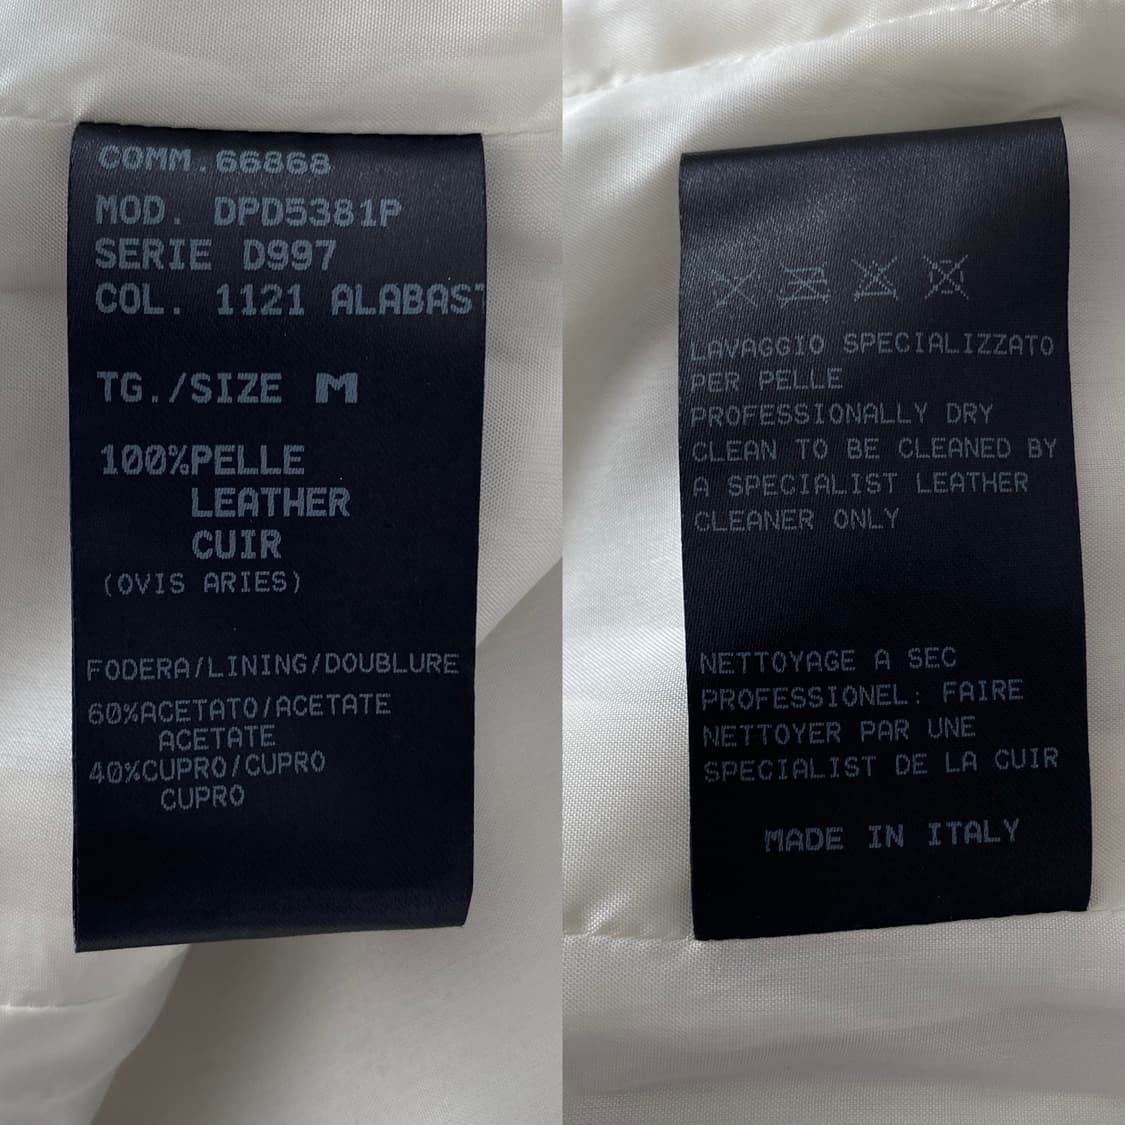 COMM.66868
MOD. DPD5381P
SERIE D997
COL. 1121 ALABAST
TG./SIZE M
100%PELLE
LEATHER
CUIR
(OVIS ARIES)
FODERA/LINING/DOUBLURE
60%ACETATO/ACETATE
ACETATE
40%CUPRO/CUPRO
CUPRO
LAVAGGIO SPECIALIZZATO
PER PELLE
PROFESSIONALLY DRY
CLEAN TO BE CLEANED BY
A SPECIALIST LEATHER
CLEANER ONLY
NETTOYAGE A SEC
PROFESSIONEL: FAIRE
NETTOYER PAR UNE
SPECIALIST DE LA CUIR
MADE IN ITALY